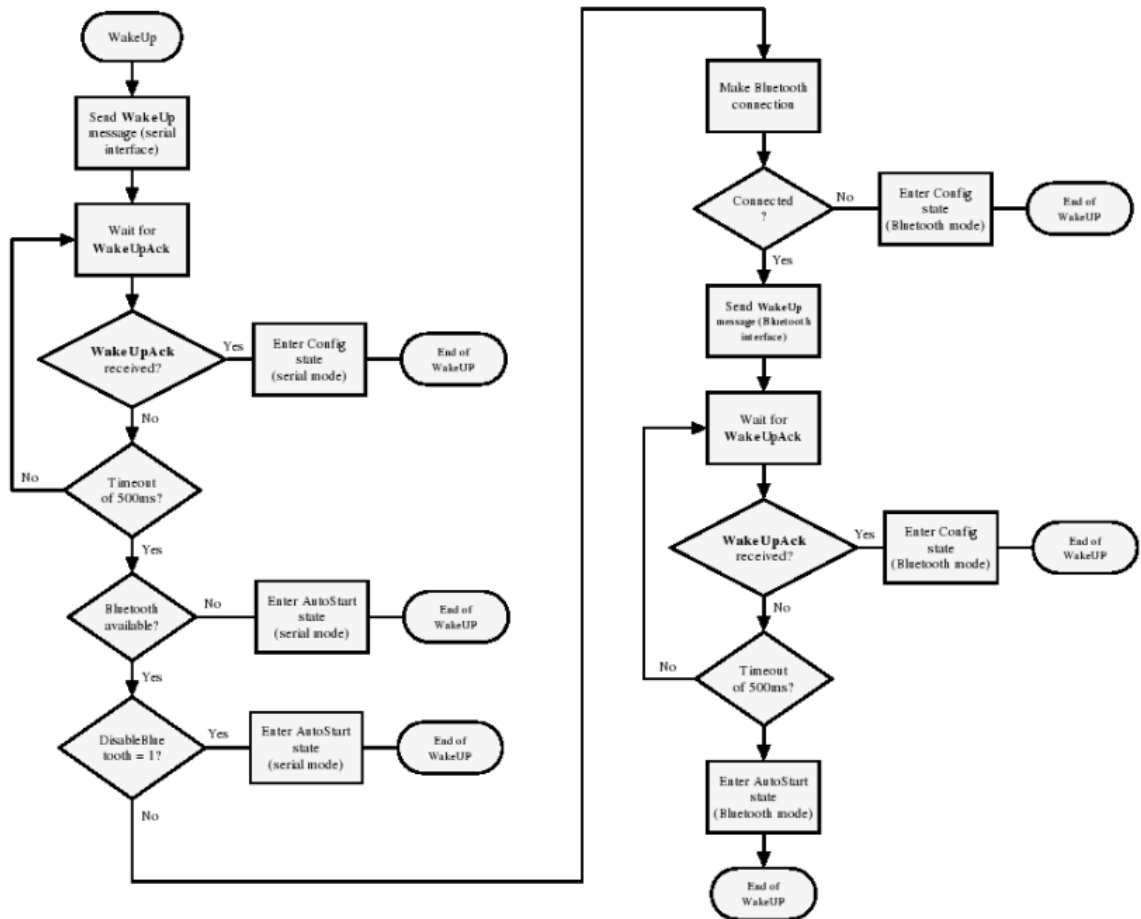 WakeUp
Send WakeUp
message (serial
interface)
Wait for
WakeUpAck
WakeUpAck
received?
Yes
Enter Config
state
(serial mode)
End of
WakeUP
No
Timeout
of 500ms?
No
Yes
Bluetooth
available?
No
Enter AutoStart
state
(serial mode)
End of
WakeUP
Yes
DisableBlue
tooth = 1?
Yes
Enter AutoStart
state
(serial mode)
End of
WakeUP
No
Make Bluetooth
connection
Connected
?
No
Enter Config
state
(Bluetooth mode)
End of
WakeUP
Yes
Send WakeUp
message (Bluetooth
interface)
Wait for
WakeUpAck
WakeUpAck
received?
Yes
Enter Config
state
(Bluetooth mode)
End of
WakeUP
No
Timeout
of 500ms?
No
Enter AutoStart
state
(Bluetooth mode)
End of
WakeUP